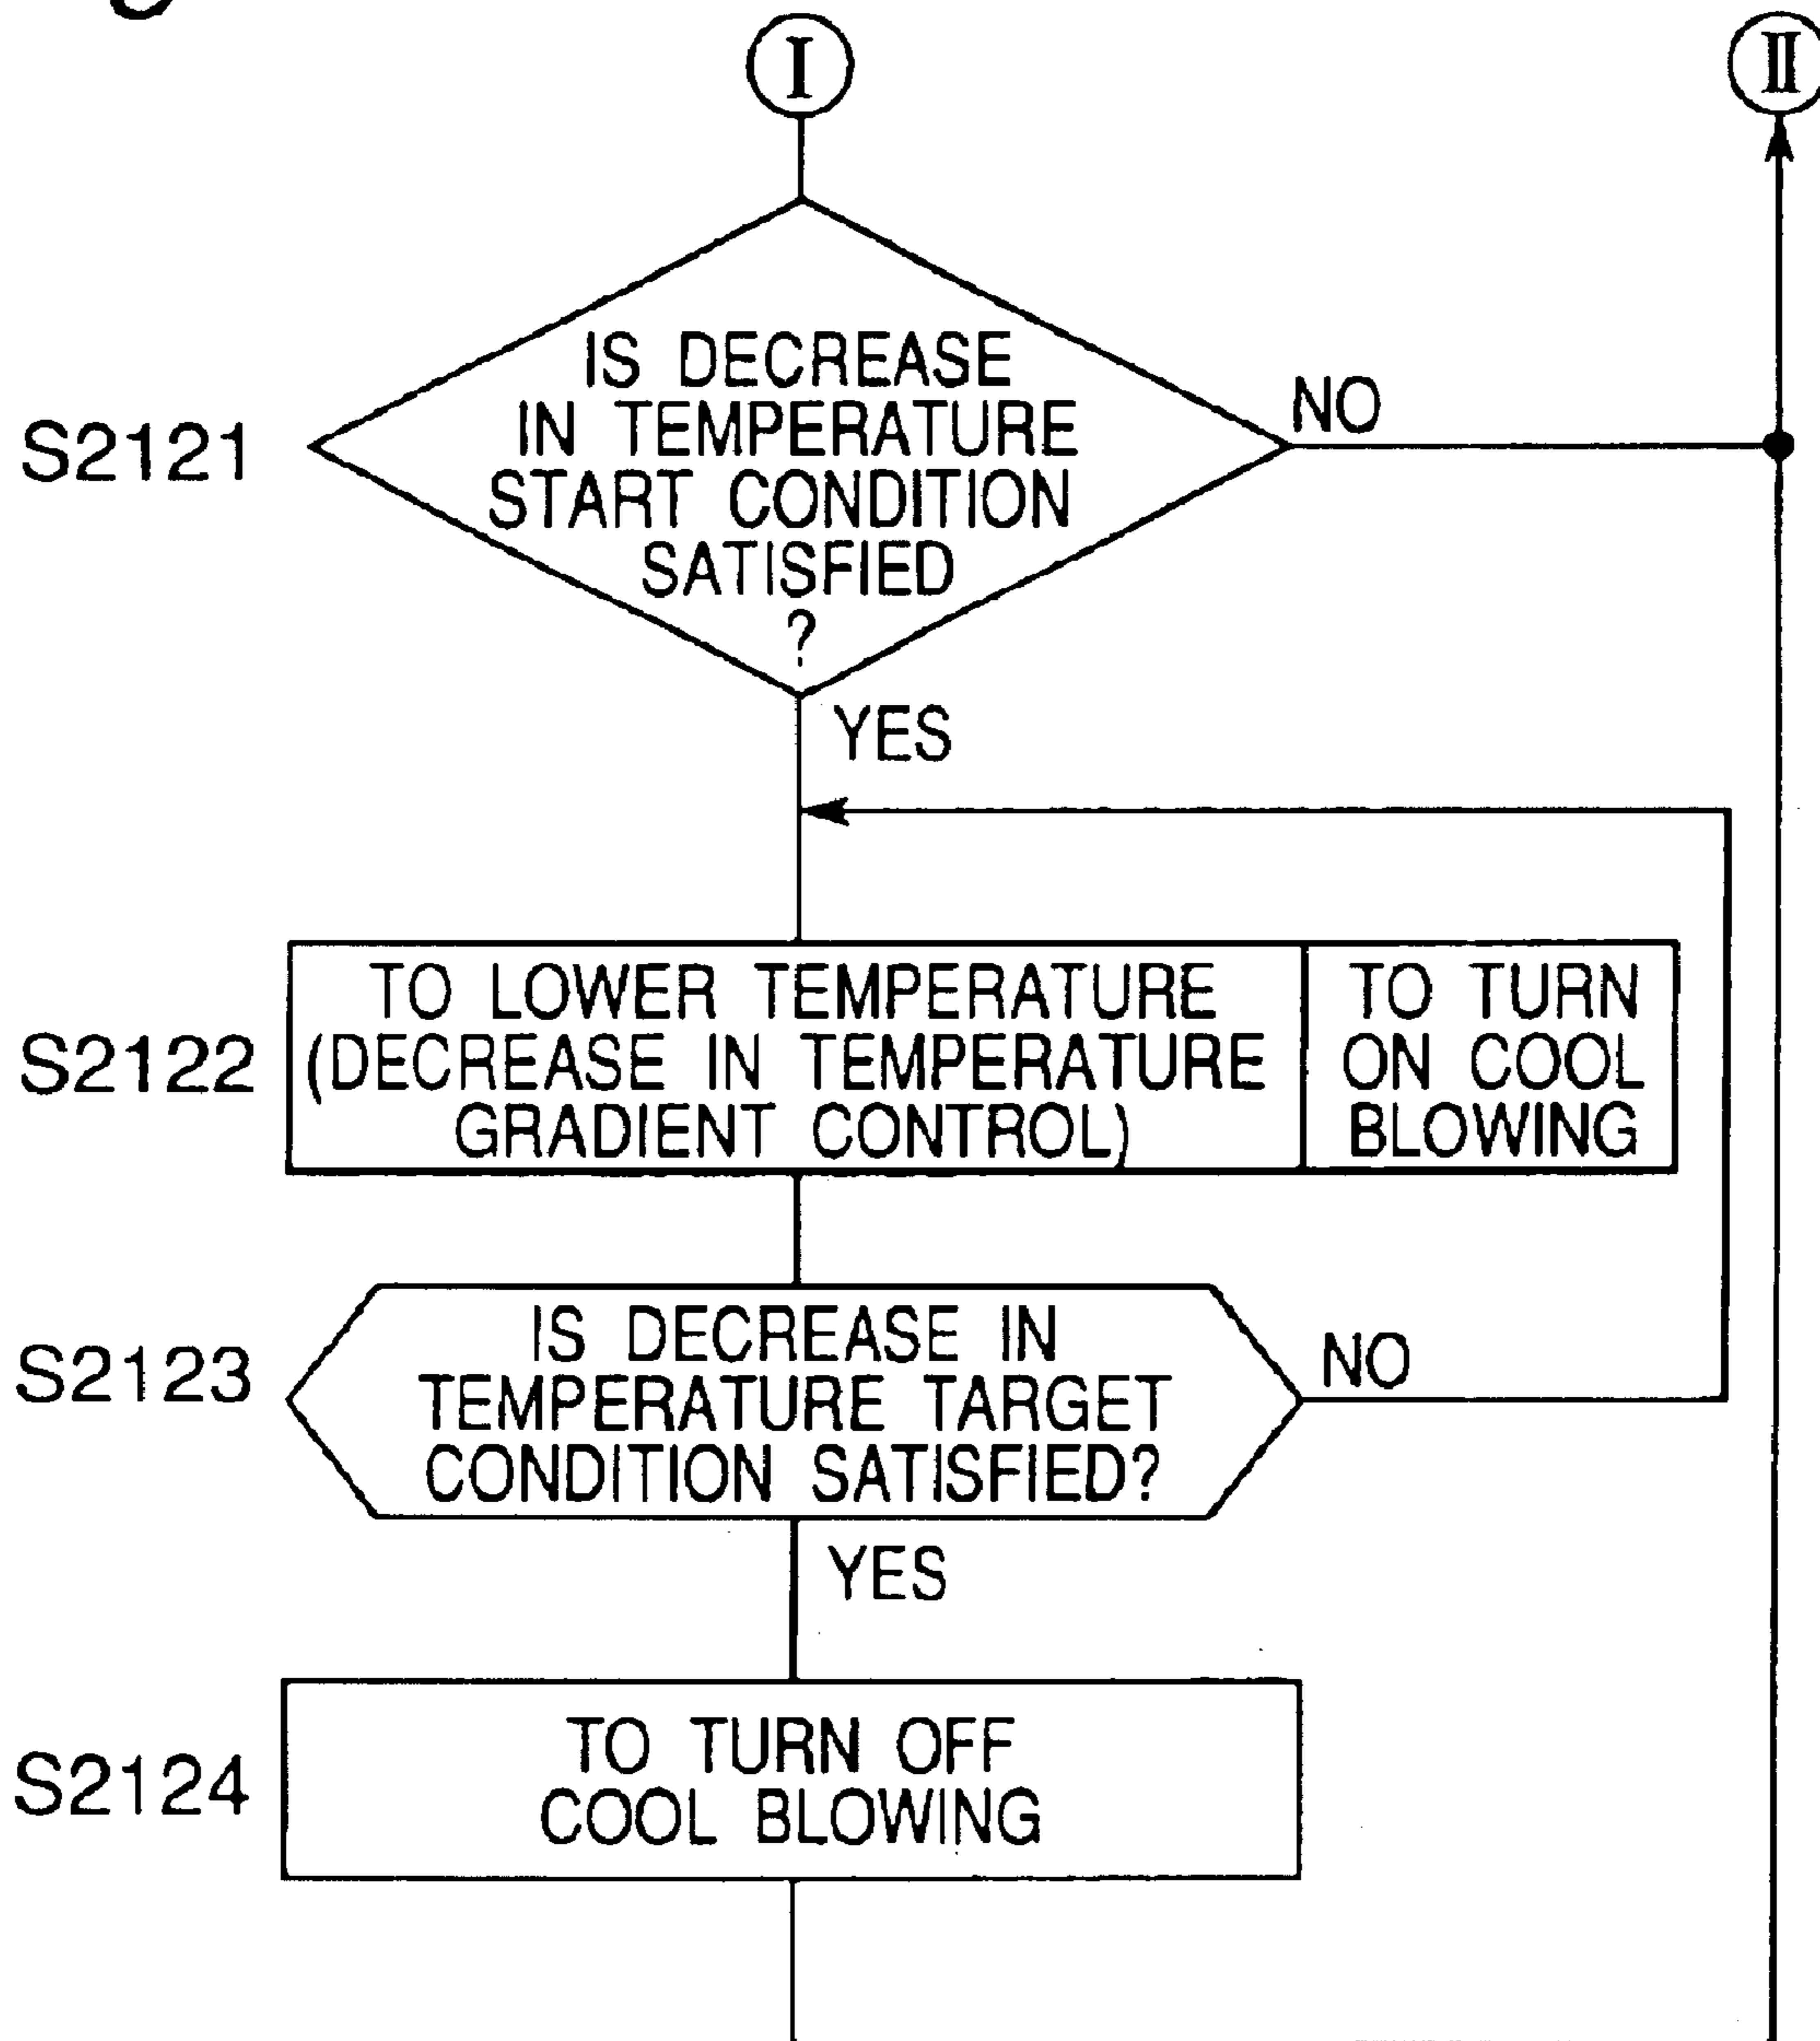 I
II
IS DECREASE
IN TEMPERATURE
START CONDITION
SATISFIED
?
S2121
NO
YES
S2122
TO LOWER TEMPERATURE
(DECREASE IN TEMPERATURE
GRADIENT CONTROL)
TO TURN
ON COOL
BLOWING
S2123
IS DECREASE IN
TEMPERATURE TARGET
CONDITION SATISFIED?
NO
YES
S2124
TO TURN OFF
COOL BLOWING